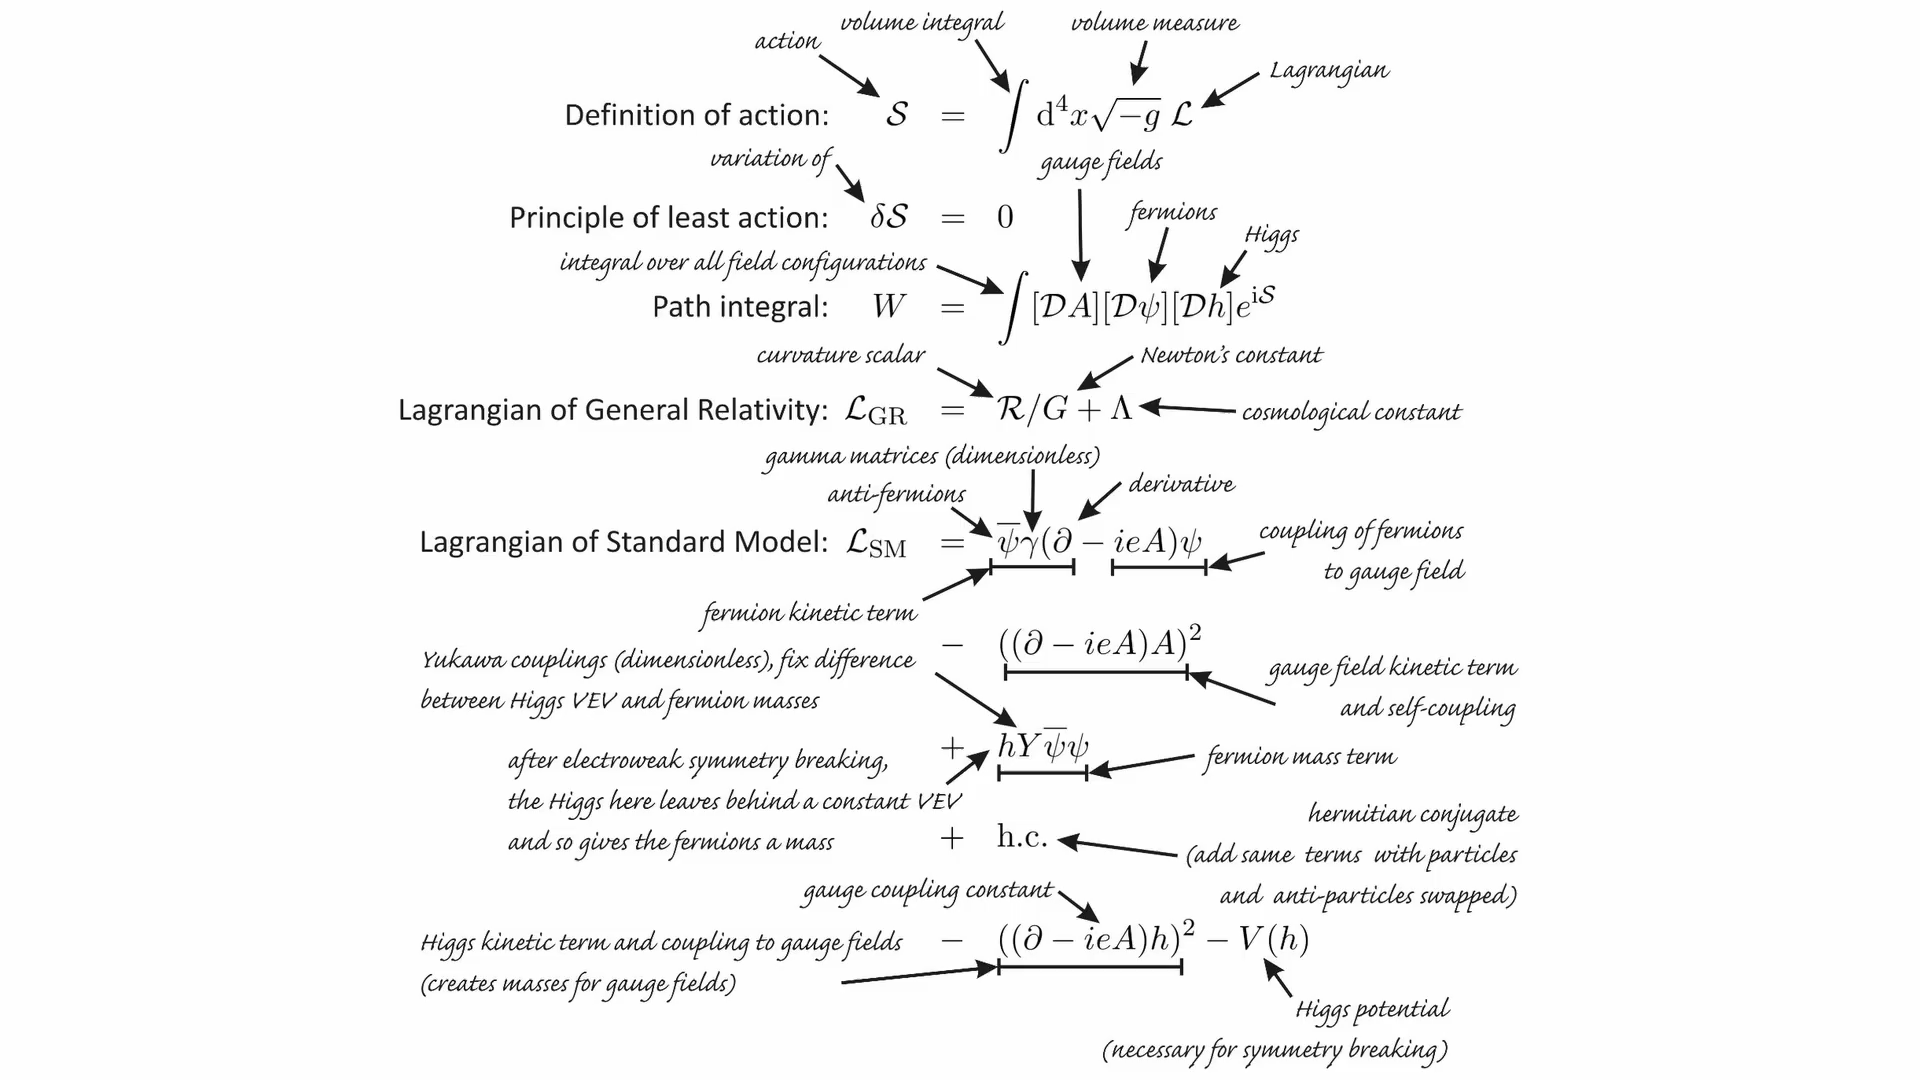 volume integral
volume measure
action
Lagrangian
Definition of action: 𝒮 = ∫ d⁴x√−g ℒ
variation of
gauge fields
Principle of least action: δ𝒮 = 0
fermions
Higgs
integral over all field configurations
Path integral: W = ∫ [𝒟A][𝒟ψ][𝒟h]e^{i𝒮}
curvature scalar
Newton's constant
Lagrangian of General Relativity: ℒ_GR = ℛ/G + Λ
cosmological constant
gamma matrices (dimensionless)
anti-fermions
derivative
Lagrangian of Standard Model: ℒ_SM = ψ̅γ(∂ − ieA)ψ
coupling of fermions
to gauge field
fermion kinetic term
− ((∂ − ieA)A)²
Yukawa couplings (dimensionless), fix difference
between Higgs VEV and fermion masses
gauge field kinetic term
and self-coupling
+ hYψ̅ψ
fermion mass term
after electroweak symmetry breaking,
the Higgs here leaves behind a constant VEV
and so gives the fermions a mass
+ h.c.
hermitian conjugate
(add same terms with particles
and anti-particles swapped)
gauge coupling constant
Higgs kinetic term and coupling to gauge fields
(creates masses for gauge fields)
− ((∂ − ieA)h)² − V(h)
Higgs potential
(necessary for symmetry breaking)